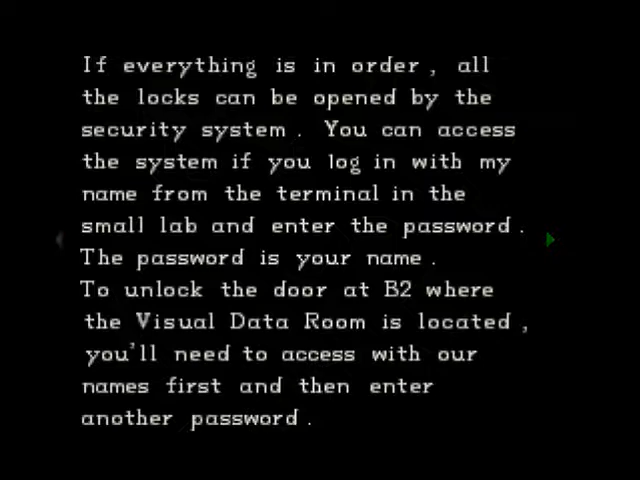 If everything is in order, all
the locks can be opened by the
security system. You can access
the system if you log in with my
name from the terminal in the
small lab and enter the password.
The password is your name.
To unlock the door at B2 where
the Visual Data Room is located,
you'll need to access with our
names first and then enter
another password.